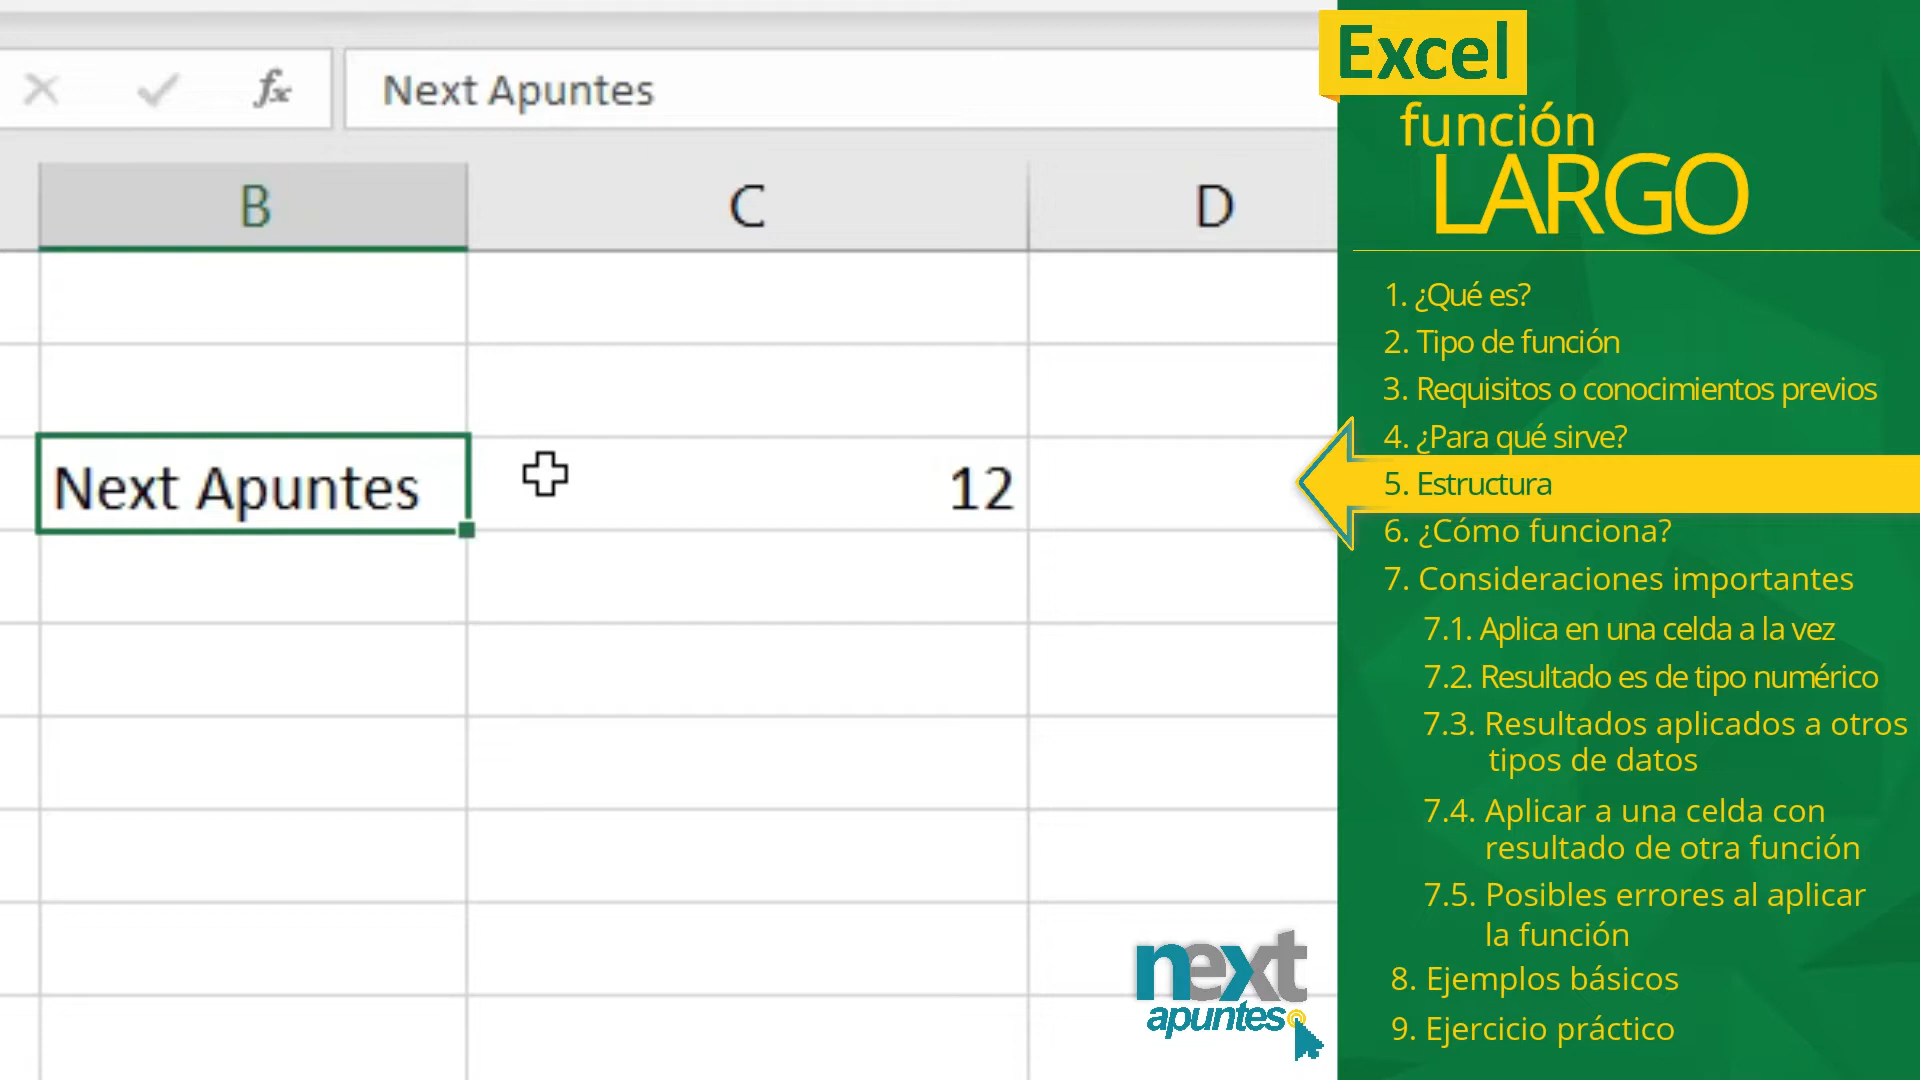 fx
Next Apuntes
B
C
D
Next Apuntes
12
next
apuntes
Excel
función
LARGO
1. ¿Qué es?
2. Tipo de función
3. Requisitos o conocimientos previos
4. ¿Para qué sirve?
5. Estructura
6. ¿Cómo funciona?
7. Consideraciones importantes
7.1. Aplica en una celda a la vez
7.2. Resultado es de tipo numérico
7.3. Resultados aplicados a otros
tipos de datos
7.4. Aplicar a una celda con
resultado de otra función
7.5. Posibles errores al aplicar
la función
8. Ejemplos básicos
9. Ejercicio práctico